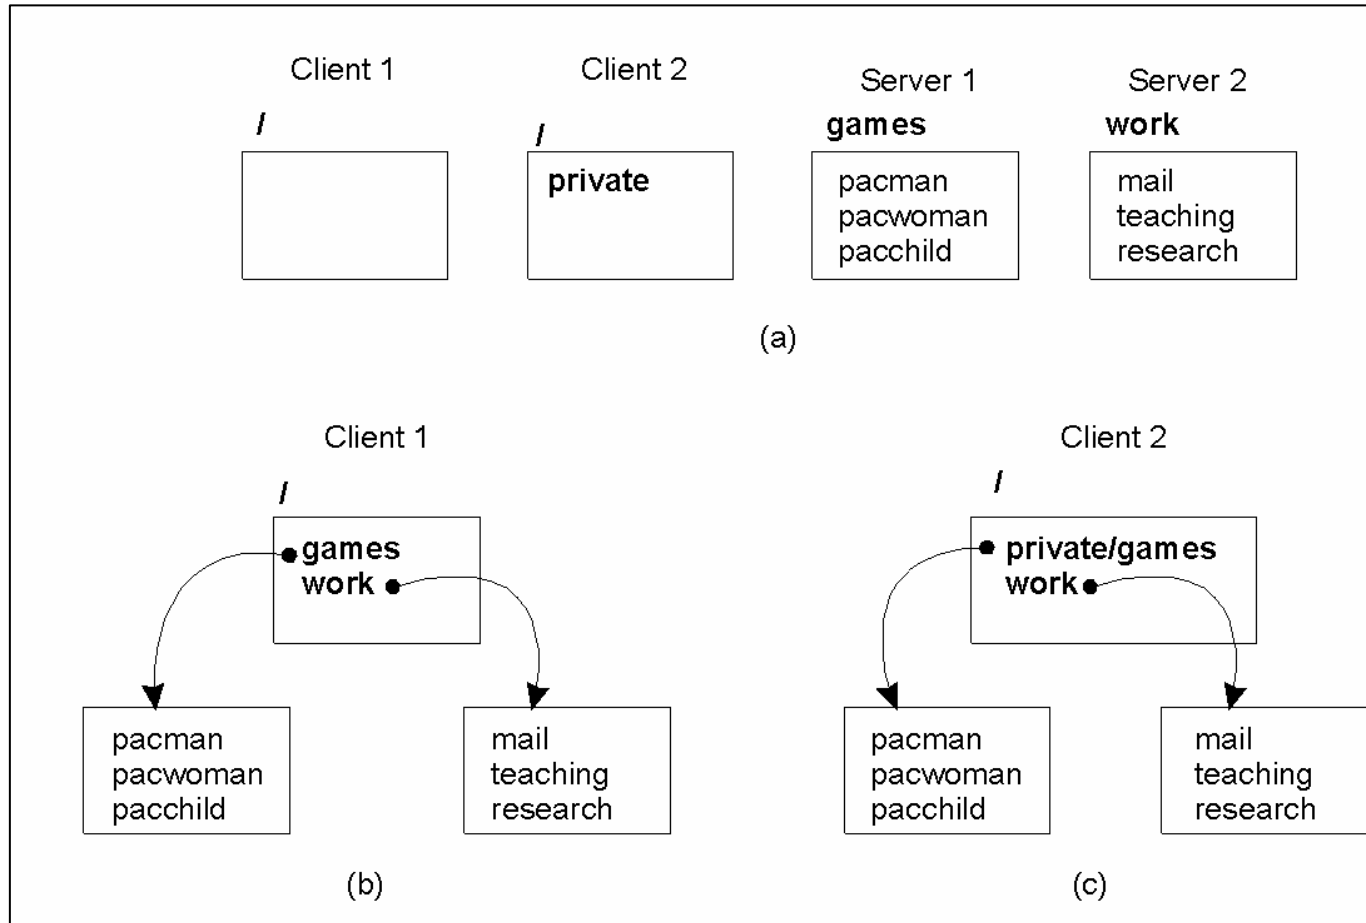 Client 1
/
Client 2
/
private
Server 1
games
pacman
pacwoman
pacchild
Server 2
work
mail
teaching
research
(a)
Client 1
/
games
work
pacman
pacwoman
pacchild
mail
teaching
research
(b)
Client 2
/
private/games
work
pacman
pacwoman
pacchild
mail
teaching
research
(c)